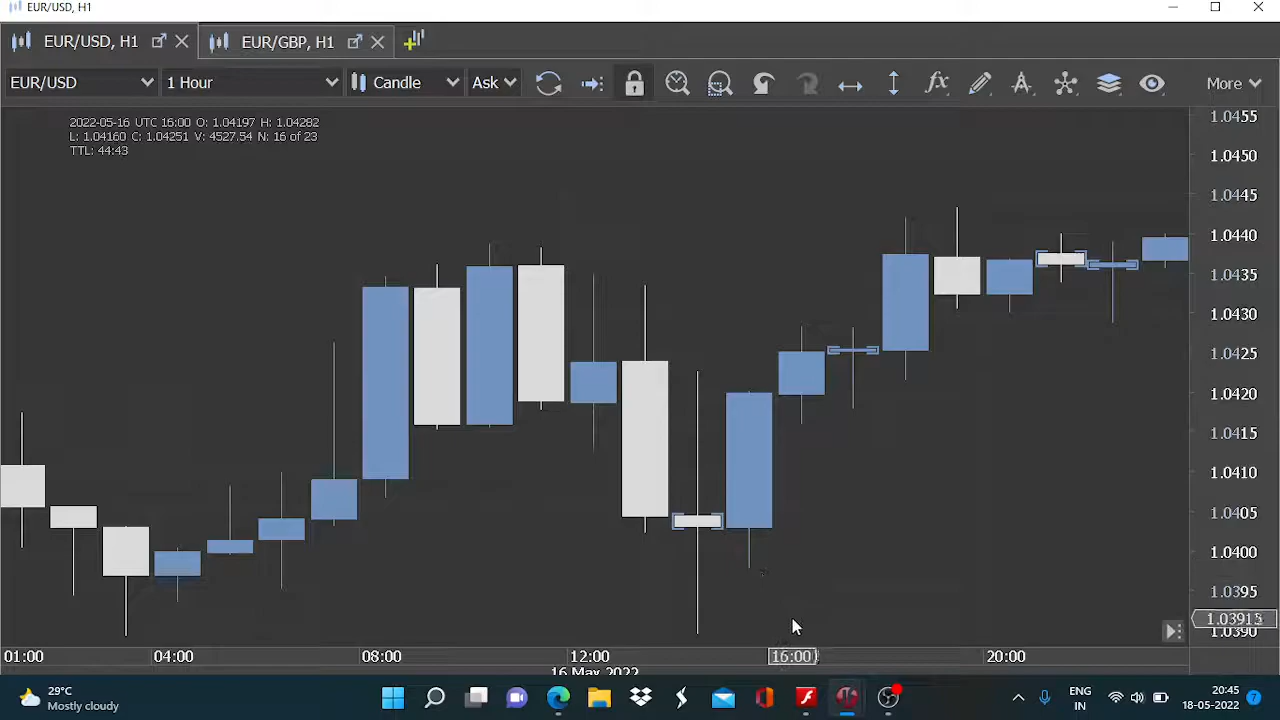 EUR/USD, H1
EUR/USD, H1 EUR/GBP, H1
EUR/USD 1 Hour Candle Ask More
2022-05-16 UTC 16:00 O: 1.04197 H: 1.04282
L: 1.04160 C: 1.04251 V: 4527.54 N: 16 of 23
TTL: 44:43
1.0455
1.0450
1.0445
1.0440
1.0435
1.0430
1.0425
1.0420
1.0415
1.0410
1.0405
1.0400
1.0395
1.0391
1.0390
01:00 04:00 08:00 12:00 16:00 20:00
16 May 2022
29°C
Mostly cloudy
ENG
IN
20:45
18-05-2022
7